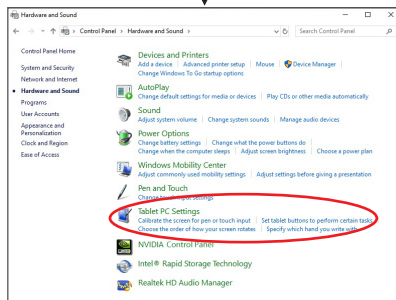 Hardware and Sound
Control Panel > Hardware and Sound >
Search Control Panel
Control Panel Home
System and Security
Network and Internet
Hardware and Sound
Programs
User Accounts
Appearance and
Personalization
Clock and Region
Ease of Access
Devices and Printers
Add a device | Advanced printer setup | Mouse | Device Manager
Change Windows To Go startup options
AutoPlay
Change default settings for media or devices | Play CDs or other media automatically
Sound
Adjust system volume | Change system sounds | Manage audio devices
Power Options
Change battery settings | Change what the power buttons do
Change when the computer sleeps | Adjust screen brightness | Choose a power plan
Windows Mobility Center
Adjust commonly used mobility settings | Adjust settings before giving a presentation
Pen and Touch
Change touch input settings
Tablet PC Settings
Calibrate the screen for pen or touch input | Set tablet buttons to perform certain tasks
Choose the order of how your screen rotates | Specify which hand you write with
NVIDIA Control Panel
Intel® Rapid Storage Technology
Realtek HD Audio Manager